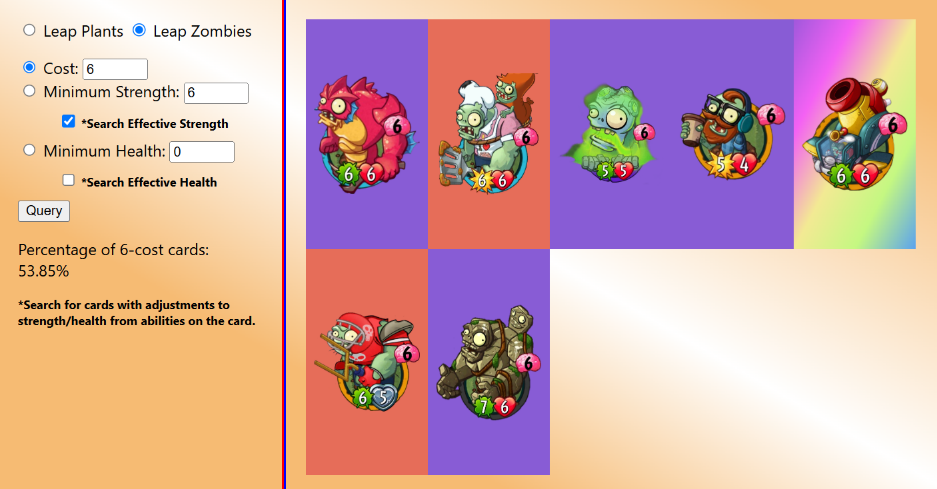 Leap Plants Leap Zombies
Cost: 6
Minimum Strength: 6
*Search Effective Strength
Minimum Health: 0
*Search Effective Health
Query
Percentage of 6-cost cards:
53.85%
*Search for cards with adjustments to
strength/health from abilities on the card.
6 6 6 6 6
6 6 6 6 5 5 5 4 6 6
6 6
6 5 7 6